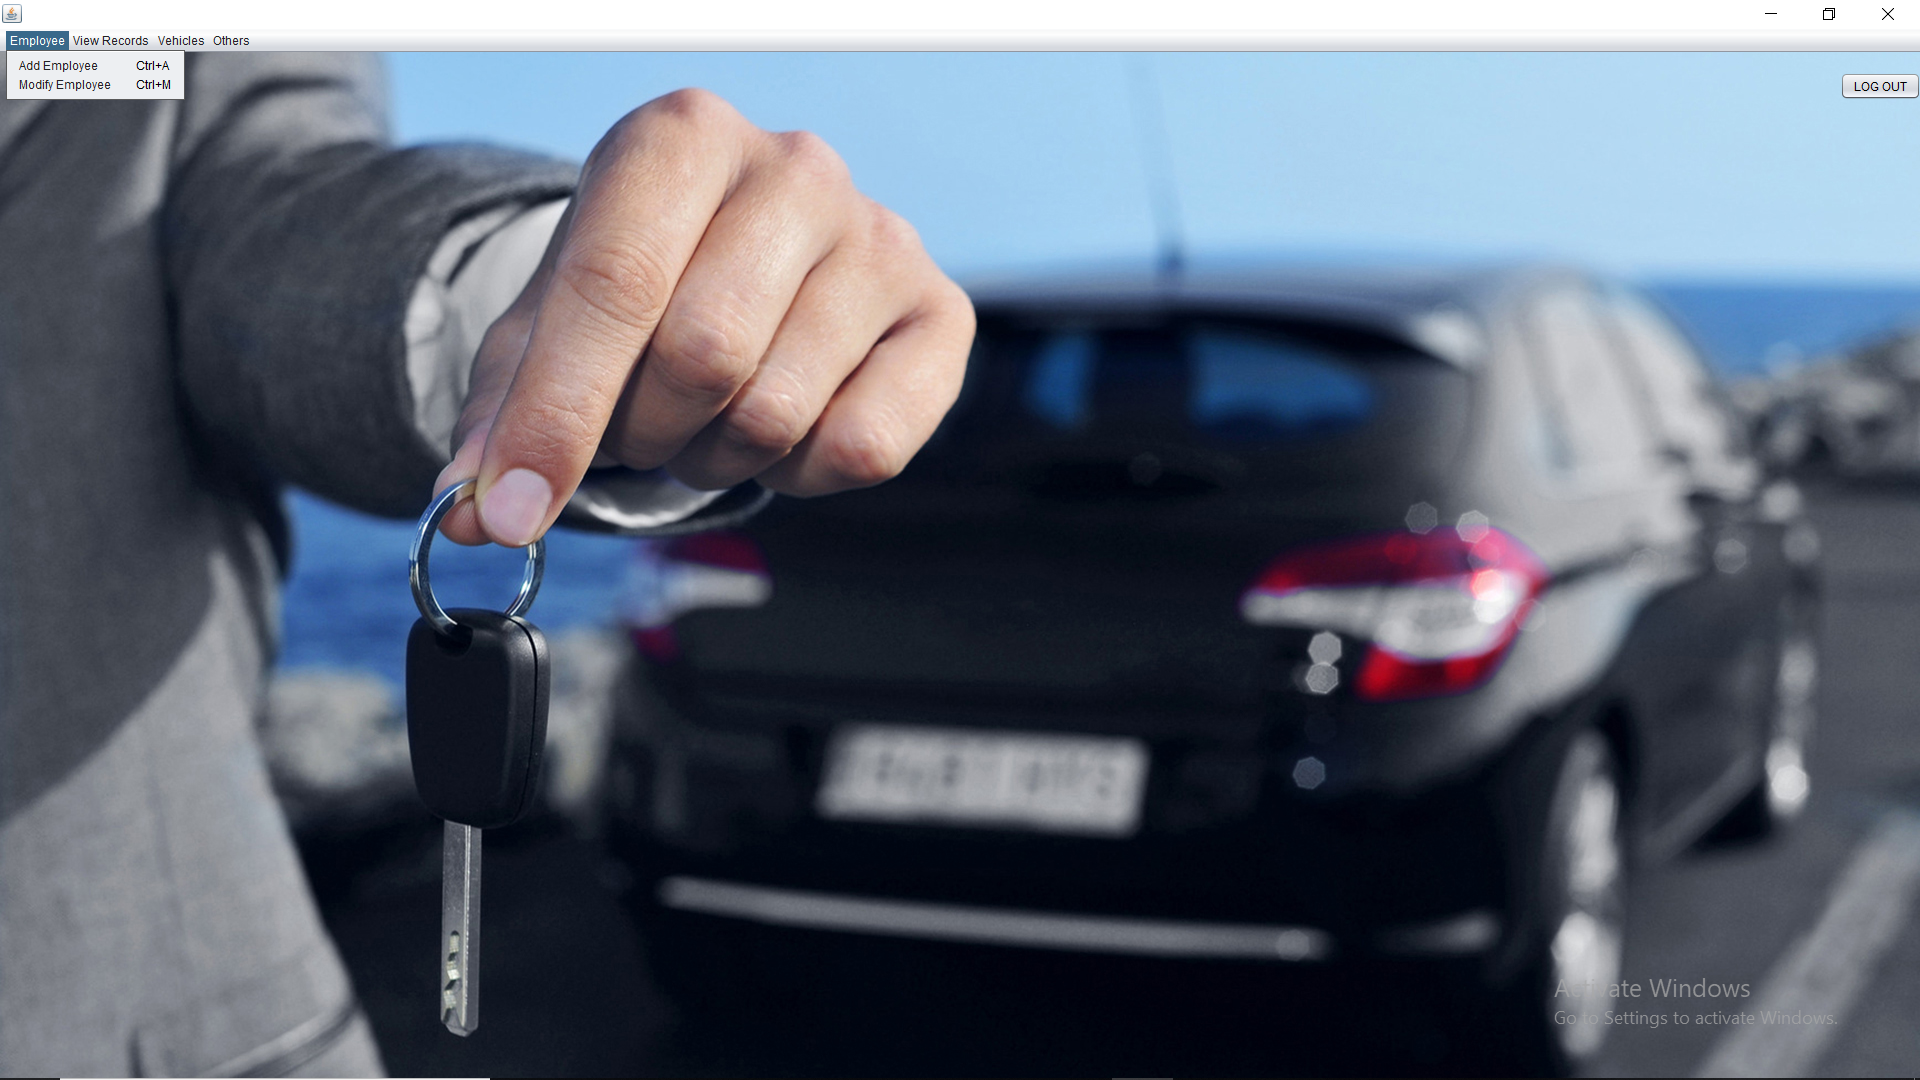 Employee View Records Vehicles Others
Add Employee Ctrl+A
Modify Employee Ctrl+M
LOG OUT
Activate Windows
Go to Settings to activate Windows.